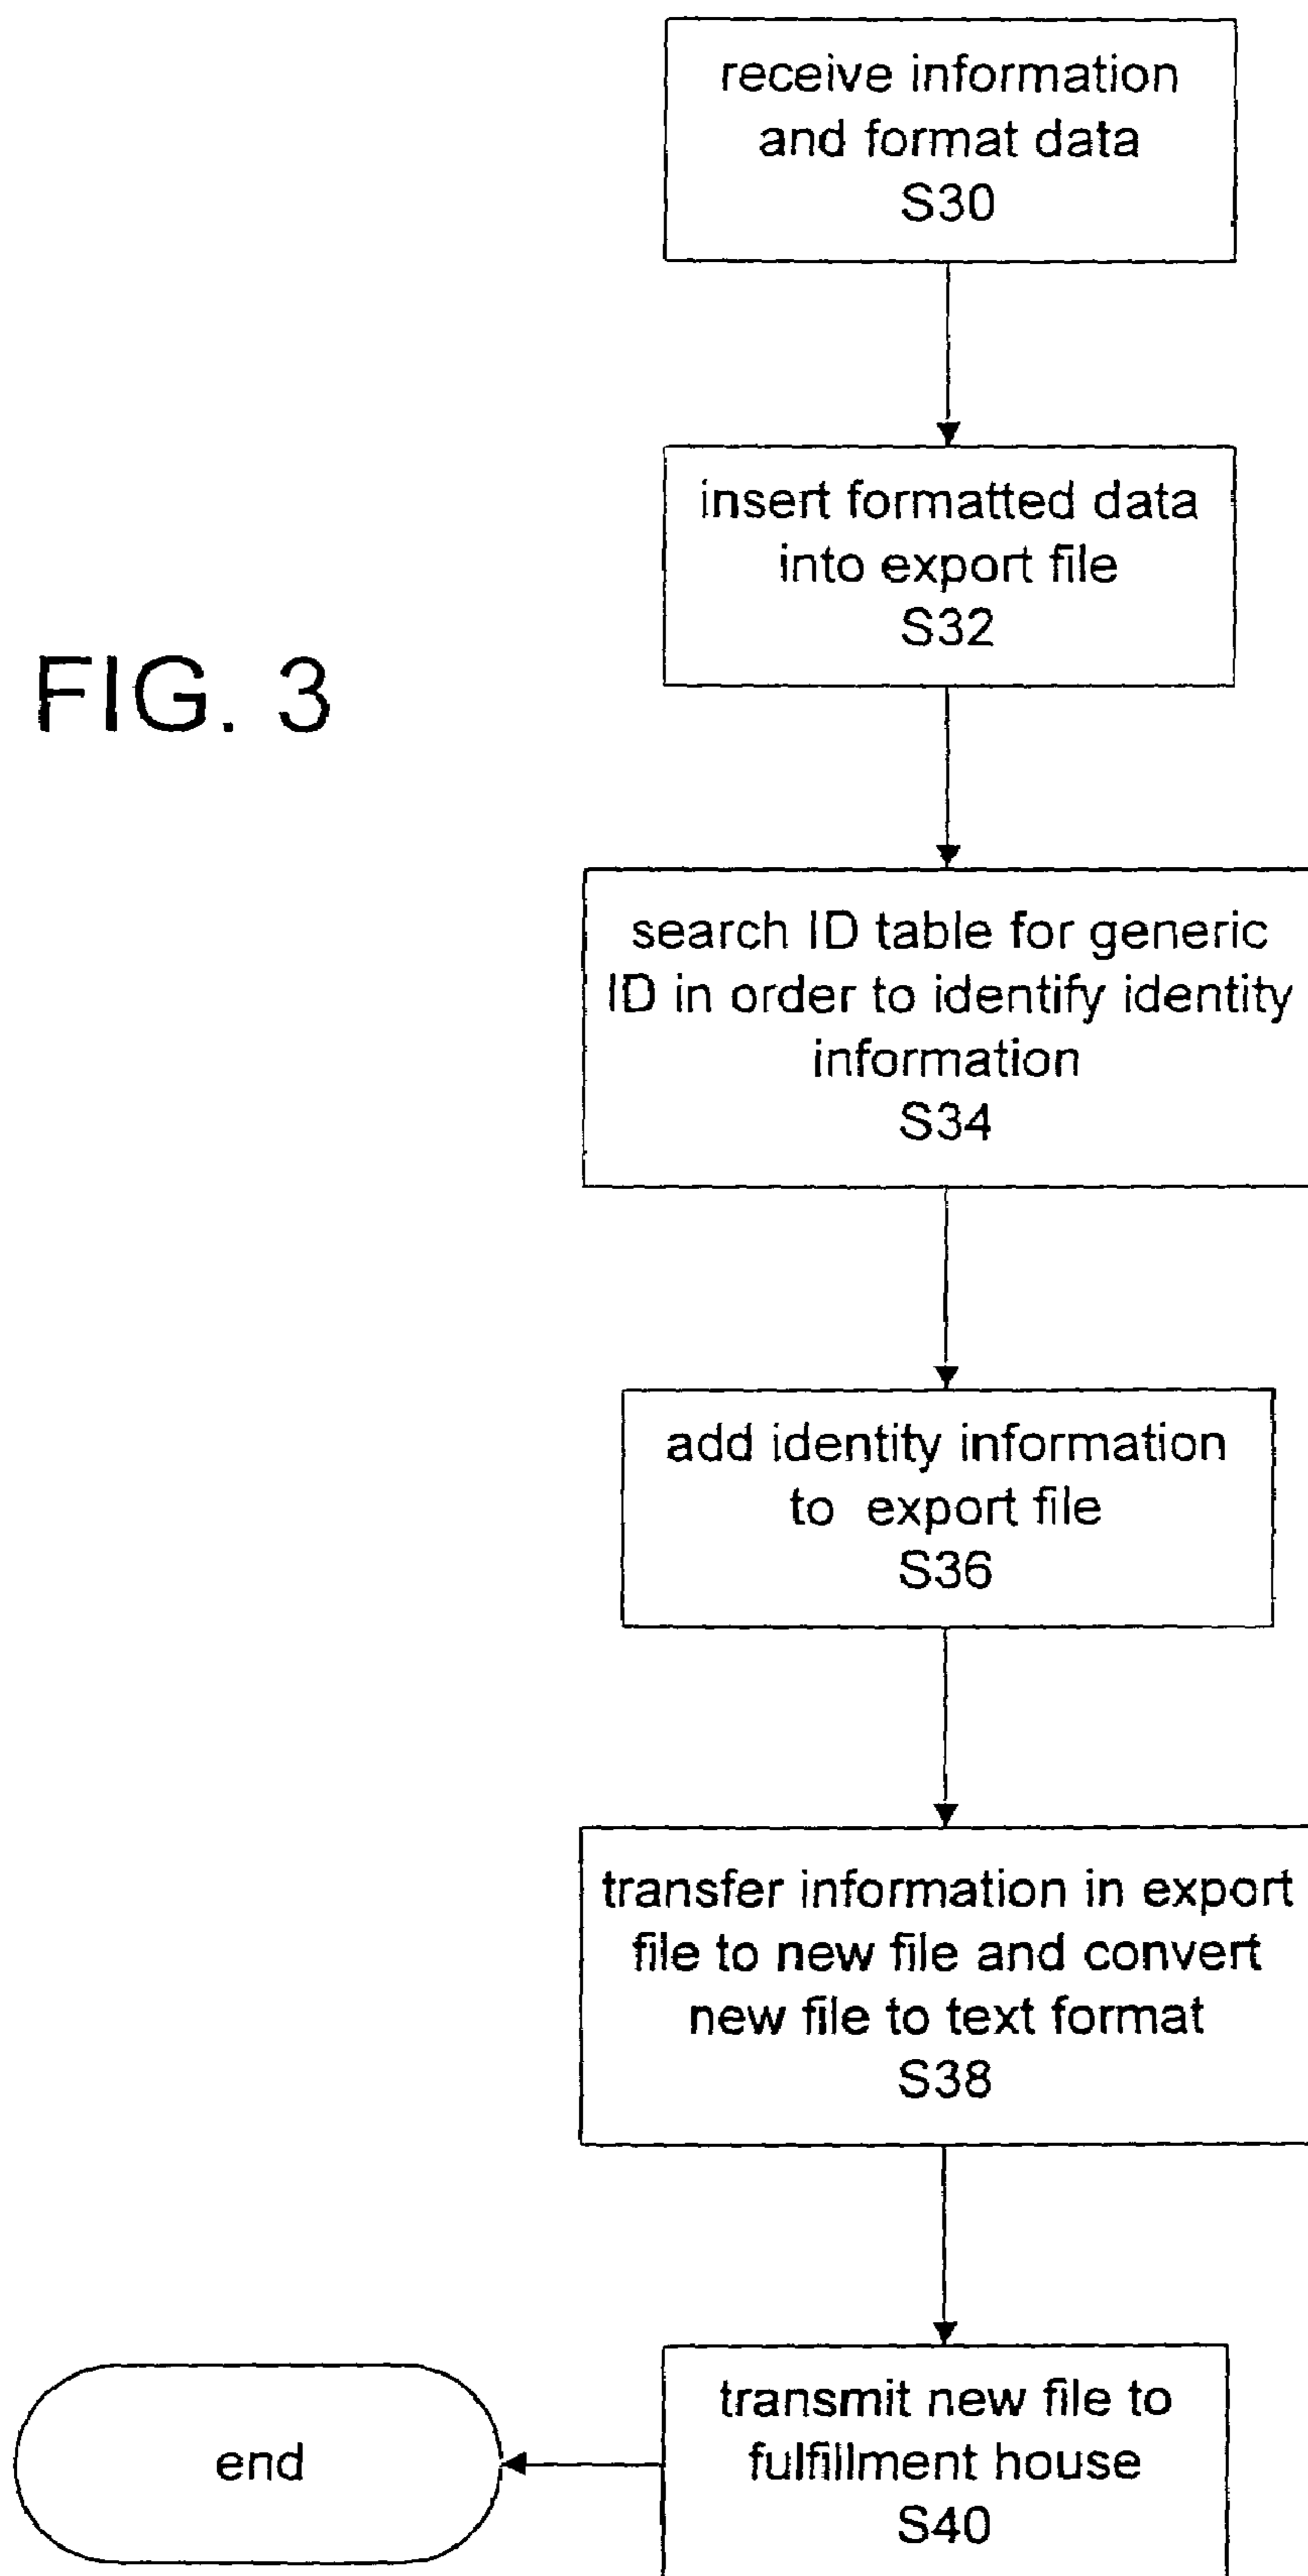 receive information
and format data
S30
insert formatted data
into export file
S32
FIG. 3
search ID table for generic
ID in order to identify identity
information
S34
add identity information
to export file
S36
transfer information in export
file to new file and convert
new file to text format
S38
transmit new file to
fulfillment house
S40
end